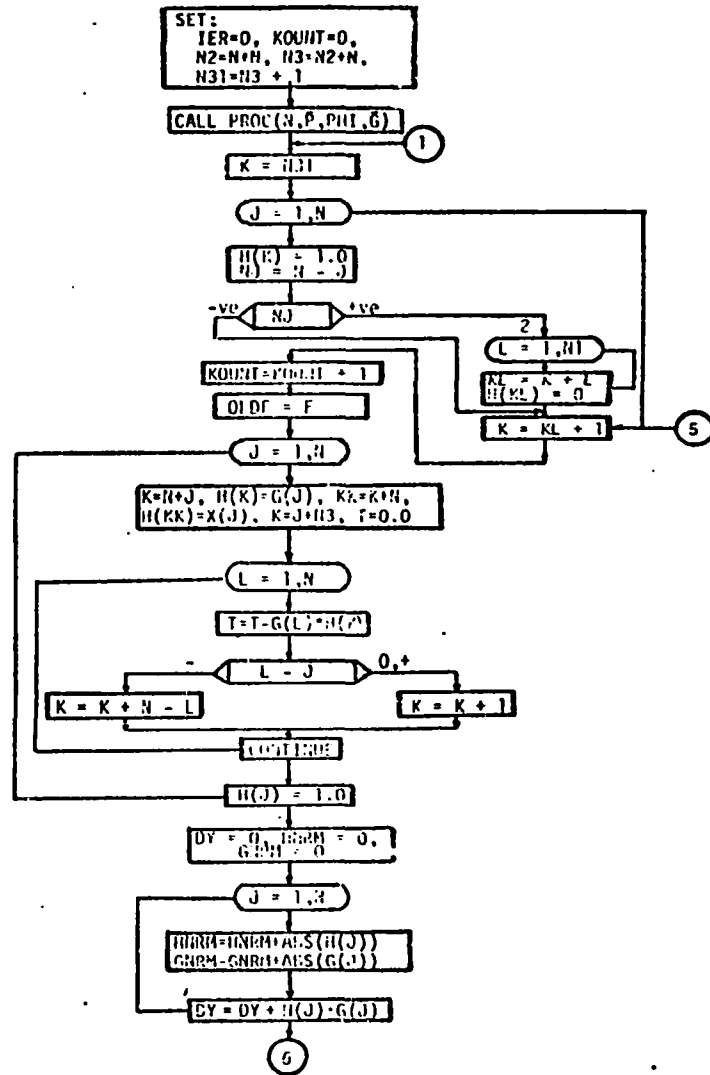 SET:
IER=0, KOUNT=0,
N2=N+N, N3=N2+N,
N31=N3 + 1
CALL PROC(N,P,PHI,G)
1
K = N31
J = 1,N
H(K) = 1.0
NJ = N - J
-ve
NJ
+ve
2
L = 1,N1
KL = K + L
H(KL) = 0
KOUNT=KOUNT + 1
OLDF = F
K = KL + 1
5
J = 1,N
K=N+J, H(K)=G(J), KK=K+N,
H(KK)=X(J), K=J+N3, T=0.0
L = 1,N
T=T-G(L)*H(
-
L - J
0,+
K = K + N - L
K = K + 1
CONTINUE
H(J) = 1.0
DY = 0, HNRM = 0,
GNRM = 0
J = 1,N
HNRM=HNRM+ABS(H(J))
GNRM-GNRM+ABS(G(J))
DY = DY + H(J)·G(J)
6